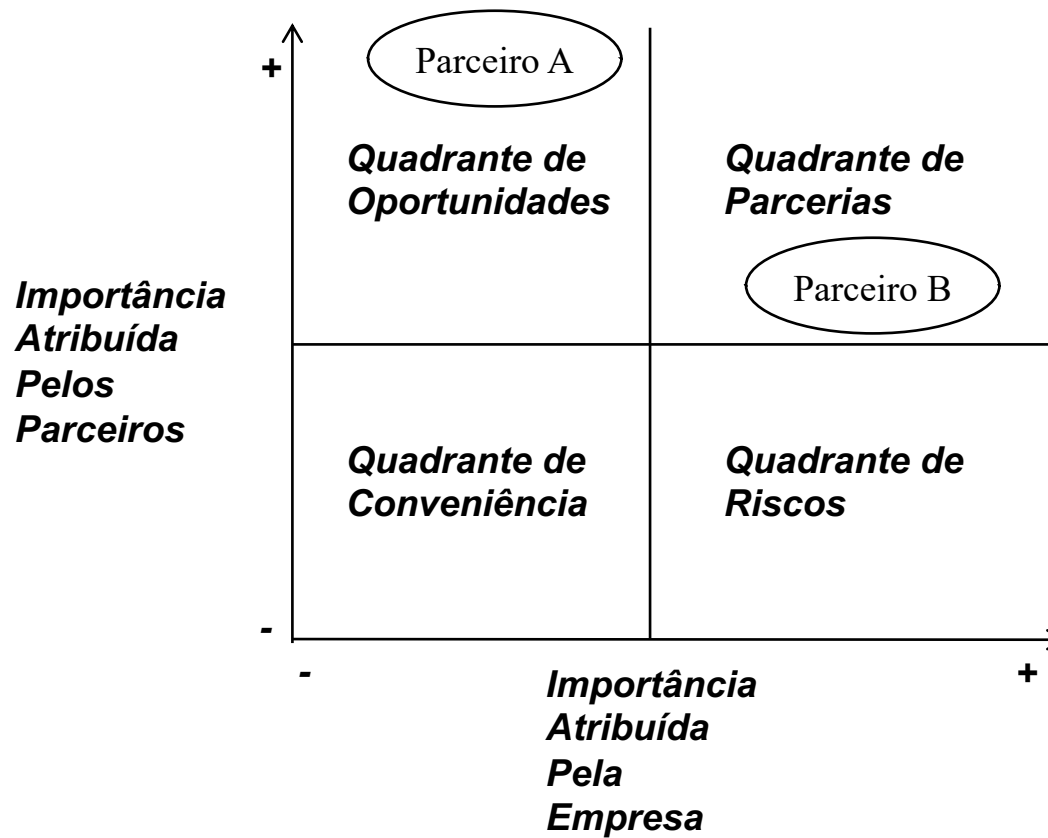 +
Parceiro A
Quadrante de
Oportunidades
Quadrante de
Parcerias
Parceiro B
Importância
Atribuída
Pelos
Parceiros
Quadrante de
Conveniência
Quadrante de
Riscos
-
-
+
Importância
Atribuída
Pela
Empresa